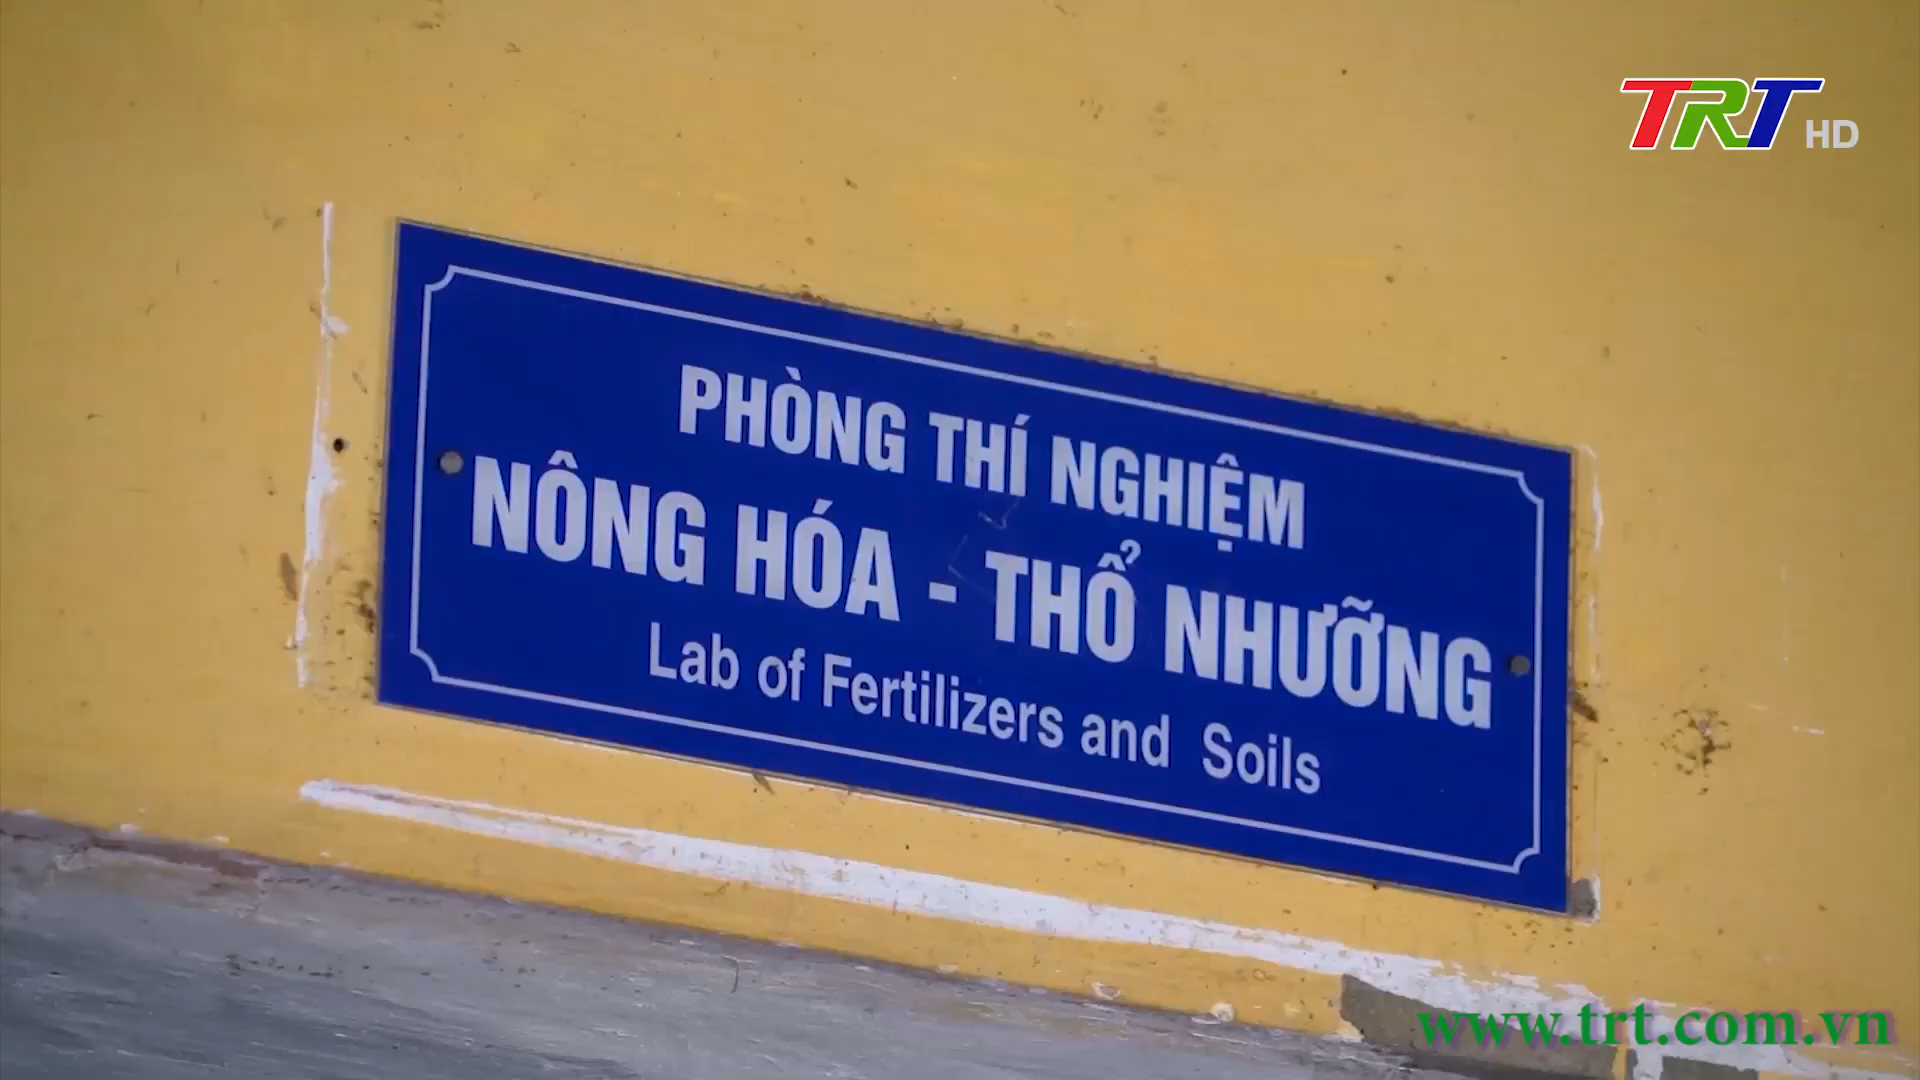 TRT HD
PHÒNG THÍ NGHIỆM
NÔNG HÓA - THỔ NHƯỠNG
Lab of Fertilizers and Soils
www.trt.com.vn